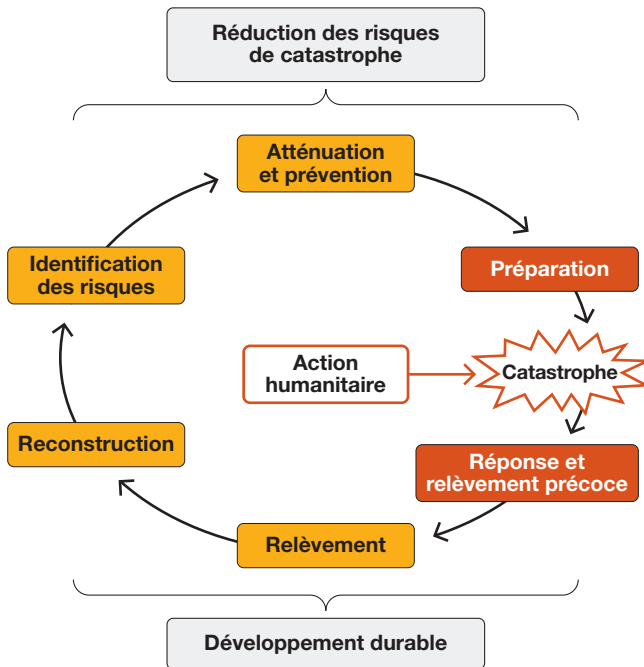 Réduction des risques
de catastrophe
Atténuation
et prévention
Préparation
Identification
des risques
Action
humanitaire
Catastrophe
Reconstruction
Réponse et
relèvement précoce
Relèvement
Développement durable